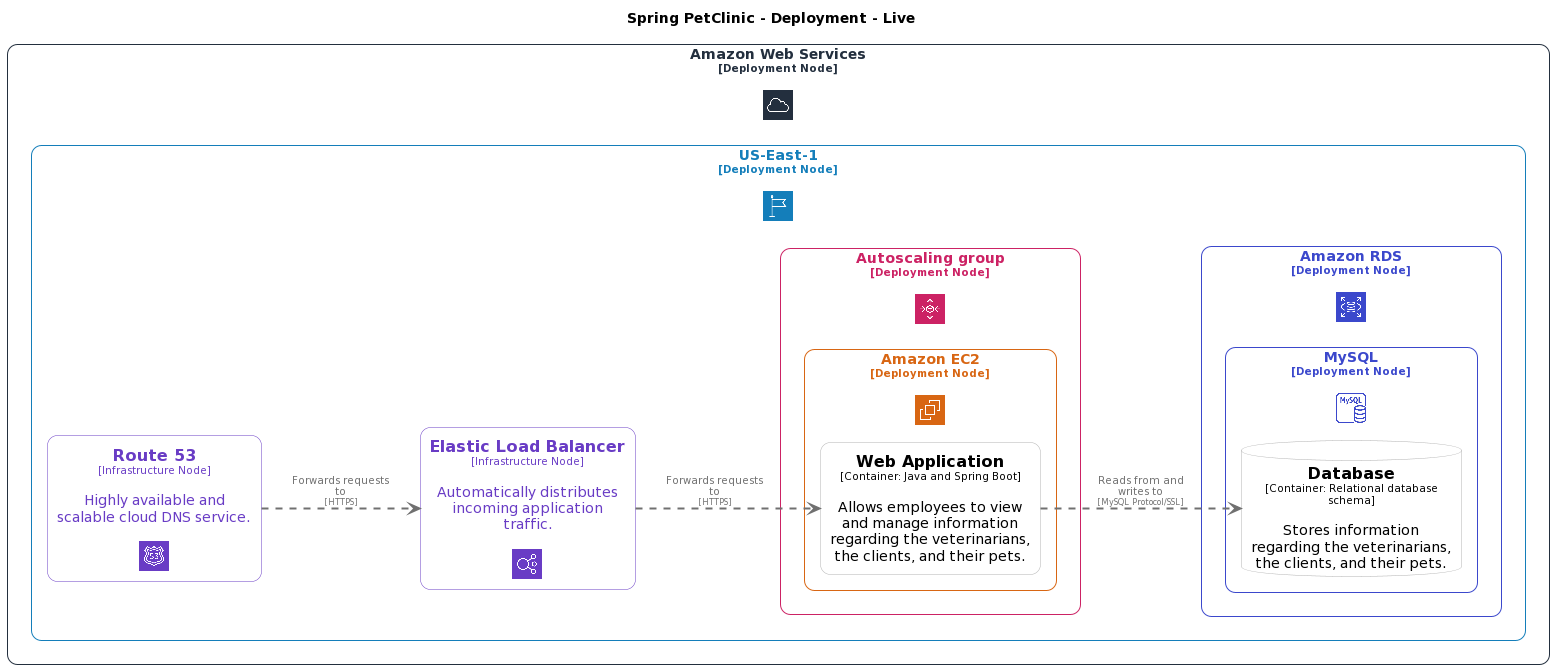 Spring PetClinic - Deployment - Live
Amazon Web Services
[Deployment Node]
US-East-1
[Deployment Node]
Route 53
[Infrastructure Node]
Highly available and
scalable cloud DNS service.
53
Forwards requests
to
[HTTPS]
Elastic Load Balancer
[Infrastructure Node]
Automatically distributes
incoming application
traffic.
Forwards requests
to
[HTTPS]
Autoscaling group
[Deployment Node]
Amazon EC2
[Deployment Node]
Web Application
[Container: Java and Spring Boot]
Allows employees to view
and manage information
regarding the veterinarians,
the clients, and their pets.
Reads from and
writes to
[MySQL Protocol/SSL]
Amazon RDS
[Deployment Node]
MySQL
[Deployment Node]
MySQL
Database
[Container: Relational database
schema]
Stores information
regarding the veterinarians,
the clients, and their pets.